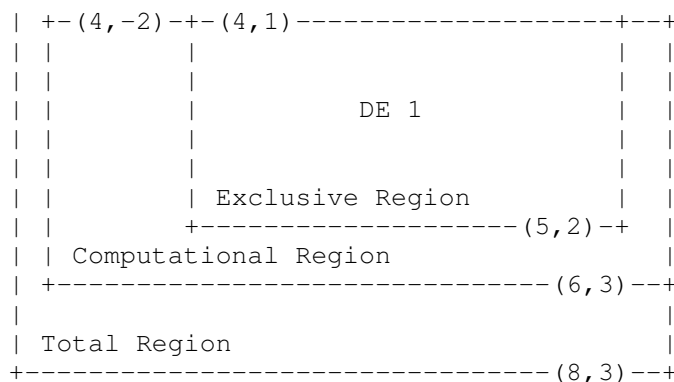 (4,-2) (4,1)
DE 1
Exclusive Region
(5,2)
Computational Region
(6,3)
Total Region
(8,3)